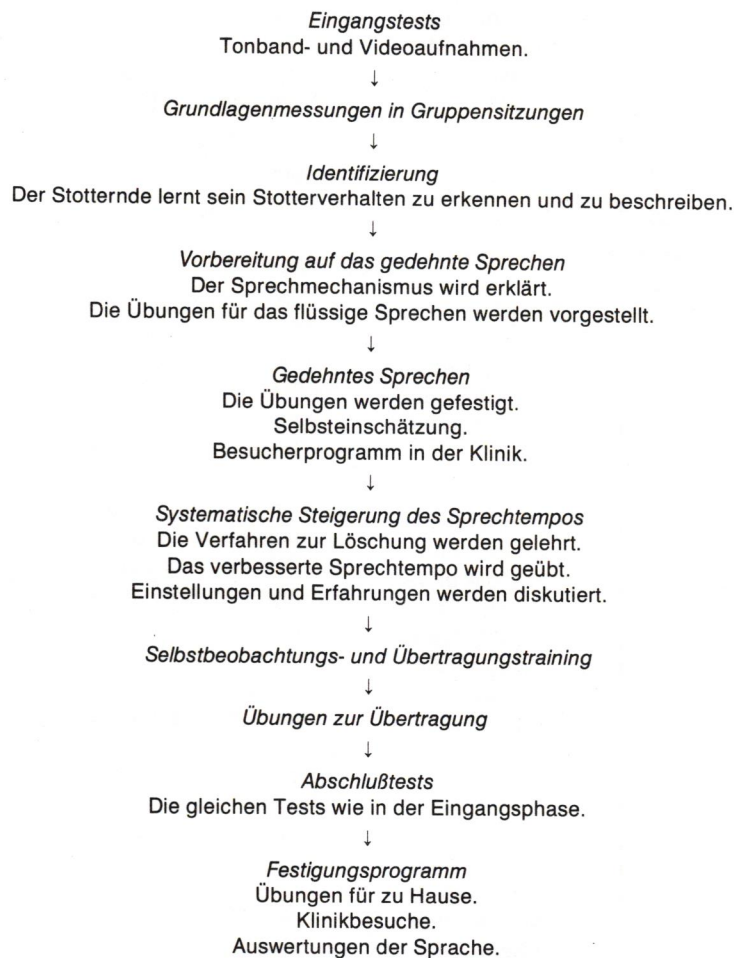 Eingangstests
Tonband- und Videoaufnahmen.
↓
Grundlagenmessungen in Gruppensitzungen
↓
Identifizierung
Der Stotternde lernt sein Stotterverhalten zu erkennen und zu beschreiben.
↓
Vorbereitung auf das gedehnte Sprechen
Der Sprechmechanismus wird erklärt.
Die Übungen für das flüssige Sprechen werden vorgestellt.
↓
Gedehntes Sprechen
Die Übungen werden gefestigt.
Selbsteinschätzung.
Besucherprogramm in der Klinik.
↓
Systematische Steigerung des Sprechtempos
Die Verfahren zur Löschung werden gelehrt.
Das verbesserte Sprechtempo wird geübt.
Einstellungen und Erfahrungen werden diskutiert.
↓
Selbstbeobachtungs- und Übertragungstraining
↓
Übungen zur Übertragung
↓
Abschlußtests
Die gleichen Tests wie in der Eingangsphase.
↓
Festigungsprogramm
Übungen für zu Hause.
Klinikbesuche.
Auswertungen der Sprache.